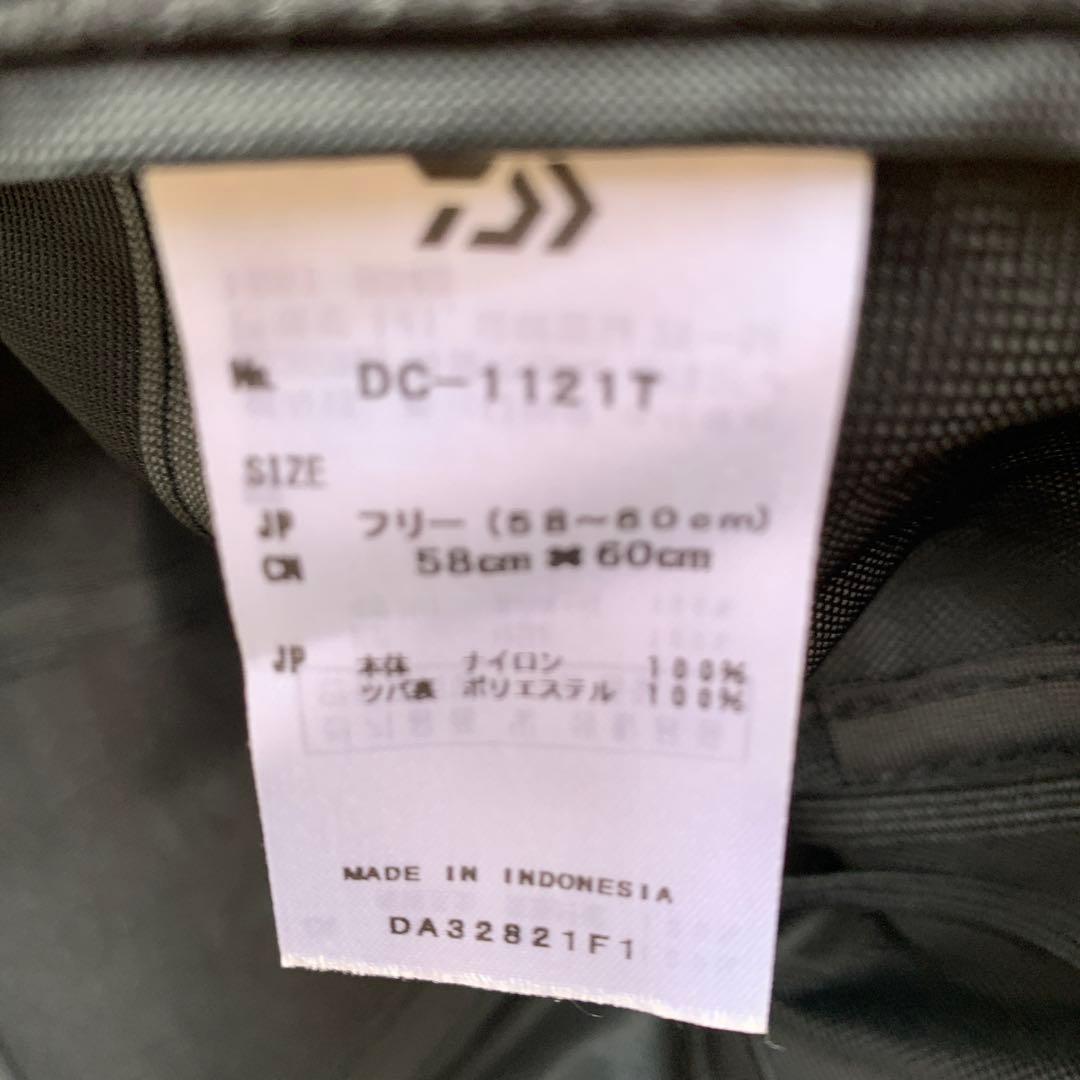 No. DC-1121T
SIZE
JP フリー(58~60cm)
CN 58cm ✖ 60cm
JP 本体 ナイロン 100%
ツバ裏 ポリエステル 100%
MADE IN INDONESIA
DA32821F1